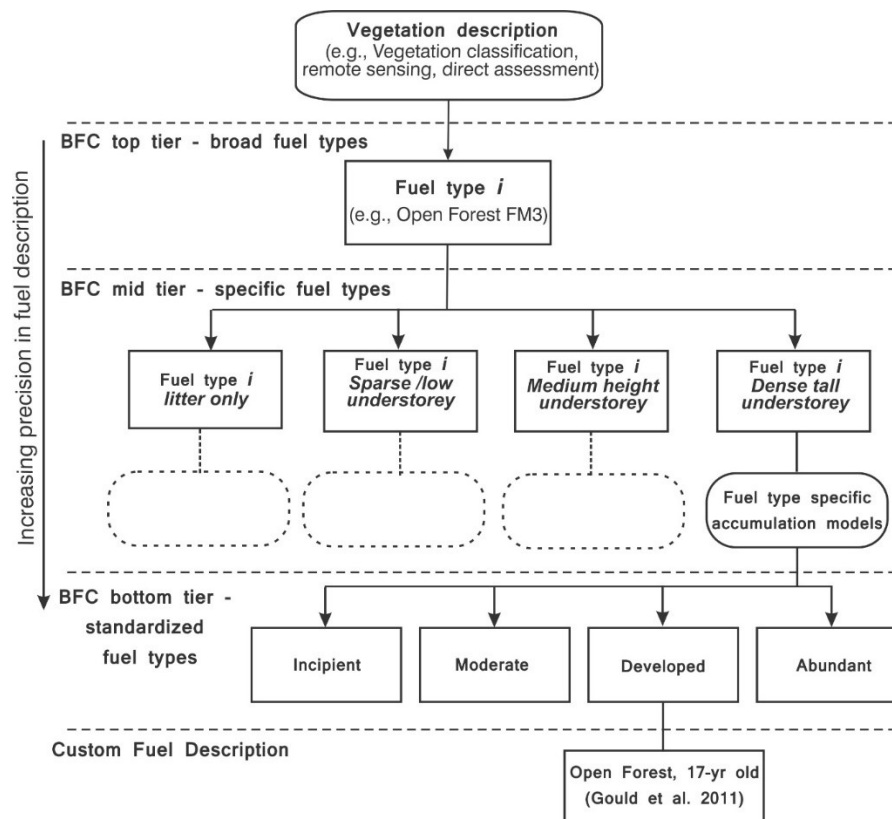 Vegetation description
(e.g., Vegetation classification,
remote sensing, direct assessment)
BFC top tier - broad fuel types
Fuel type i
(e.g., Open Forest FM3)
Increasing precision in fuel description
BFC mid tier - specific fuel types
Fuel type i
litter only
Fuel type i
Sparse /low
understorey
Fuel type i
Medium height
understorey
Fuel type i
Dense tall
understorey
Fuel type specific
accumulation models
BFC bottom tier -
standardized
fuel types
Incipient
Moderate
Developed
Abundant
Custom Fuel Description
Open Forest, 17-yr old
(Gould et al. 2011)